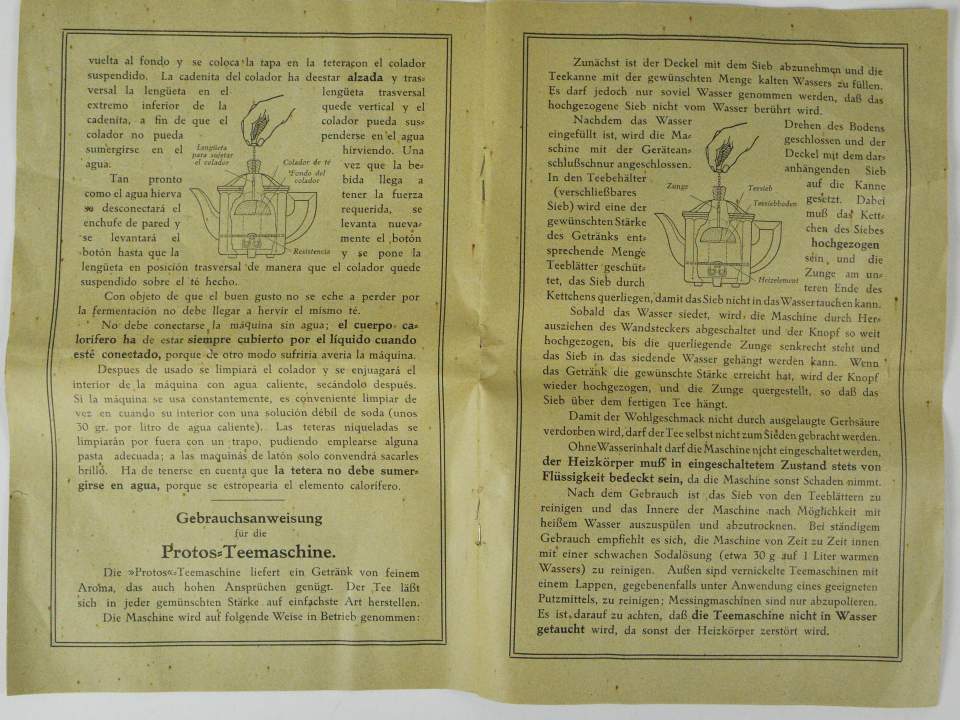 vuelta al fondo y se coloca la tapa en la tetera con el colador
suspendido. La cadenita del colador ha de estar alzada y tras=
versal la lengüeta en el
extremo inferior de la
cadenita, a fin de que el
colador no pueda
sumergirse en el
agua.
Tan pronto
como el agua hierva
se desconectará el
enchufe de pared y
se levantará el
botón hasta que la
lengüeta trasversal
quede vertical y el
colador pueda sus=
penderse en el agua
hirviendo. Una
vez que la be=
bida llega a
tener la fuerza
requerida, se
levanta nueva=
mente el botón
y se pone la
Lengüeta
para sujetar
el colador
Colador de té
Fondo del
colador
Resistencia
lengüeta en posición trasversal de manera que el colador quede
suspendido sobre el té hecho.
Con objeto de que el buen gusto no se eche a perder por
la fermentación no debe llegar a hervir el mismo té.
No debe conectarse la máquina sin agua; el cuerpo ca=
lorífero ha de estar siempre cubierto por el líquido cuando
esté conectado, porque de otro modo sufriría avería la máquina.
Despues de usado se limpiará el colador y se enjuagará el
interior de la máquina con agua caliente, secándolo después.
Si la máquina se usa constantemente, es conveniente limpiar de
vez en cuando su interior con una solución débil de soda (unos
30 gr. por litro de agua caliente). Las teteras niqueladas se
limpiarán por fuera con un trapo, pudiendo emplearse alguna
pasta adecuada; a las maquinas de latón solo convendrá sacarles
brillo. Ha de tenerse en cuenta que la tetera no debe sumer=
girse en agua, porque se estropearia el elemento calorífero.
Gebrauchsanweisung
für die
Protos=Teemaschine.
Die »Protos«=Teemaschine liefert ein Getränk von feinem
Aroma, das auch hohen Ansprüchen genügt. Der Tee läßt
sich in jeder gemünschten Stärke auf einfachste Art herstellen.
Die Maschine wird auf folgende Weise in Betrieb genommen:
Zunächst ist der Deckel mit dem Sieb abzunehmen und die
Teekanne mit der gewünschten Menge kalten Wassers zu füllen.
Es darf jedoch nur soviel Wasser genommen werden, daß das
hochgezogene Sieb nicht vom Wasser berührt wird.
Nachdem das Wasser
eingefüllt ist, wird die Ma=
schine mit der Gerätean=
schlußschnur angeschlossen.
In den Teebehälter
(verschließbares
Sieb) wird eine der
gewünschten Stärke
des Getränks ent=
sprechende Menge
Teeblätter geschüt=
tet, das Sieb durch
Drehen des Bodens
geschlossen und der
Deckel mit dem dar=
anhängenden Sieb
auf die Kanne
gesetzt. Dabei
muß das Kett=
chen des Siebes
hochgezogen
sein und die
Zunge am un=
teren Ende des
Zunge
Teesieb
Teesiebboden
Heizelement
Kettchens querliegen, damit das Sieb nicht in das Wasser tauchen kann.
Sobald das Wasser siedet, wird die Maschine durch Her=
ausziehen des Wandsteckers abgeschaltet und der Knopf so weit
hochgezogen, bis die querliegende Zunge senkrecht steht und
das Sieb in das siedende Wasser gehängt werden kann. Wenn
das Getränk die gewünschte Stärke erreicht hat, wird der Knopf
wieder hochgezogen, und die Zunge quergestellt, so daß das
Sieb über dem fertigen Tee hängt.
Damit der Wohlgeschmack nicht durch ausgelaugte Gerbsäure
verdorben wird, darf der Tee selbst nicht zum Sieden gebracht werden.
Ohne Wasserinhalt darf die Maschine nicht eingeschaltet werden,
der Heizkörper muß in eingeschaltetem Zustand stets von
Flüssigkeit bedeckt sein, da die Maschine sonst Schaden nimmt.
Nach dem Gebrauch ist das Sieb von den Teeblättern zu
reinigen und das Innere der Maschine nach Möglichkeit mit
heißem Wasser auszuspülen und abzutrocknen. Bei ständigem
Gebrauch empfiehlt es sich, die Maschine von Zeit zu Zeit innen
mit einer schwachen Sodalösung (etwa 30 g auf 1 Liter warmen
Wassers) zu reinigen. Außen sind vernickelte Teemaschinen mit
einem Lappen, gegebenenfalls unter Anwendung eines geeigneten
Putzmittels, zu reinigen; Messingmaschinen sind nur abzupolieren.
Es ist darauf zu achten, daß die Teemaschine nicht in Wasser
getaucht wird, da sonst der Heizkörper zerstört wird.